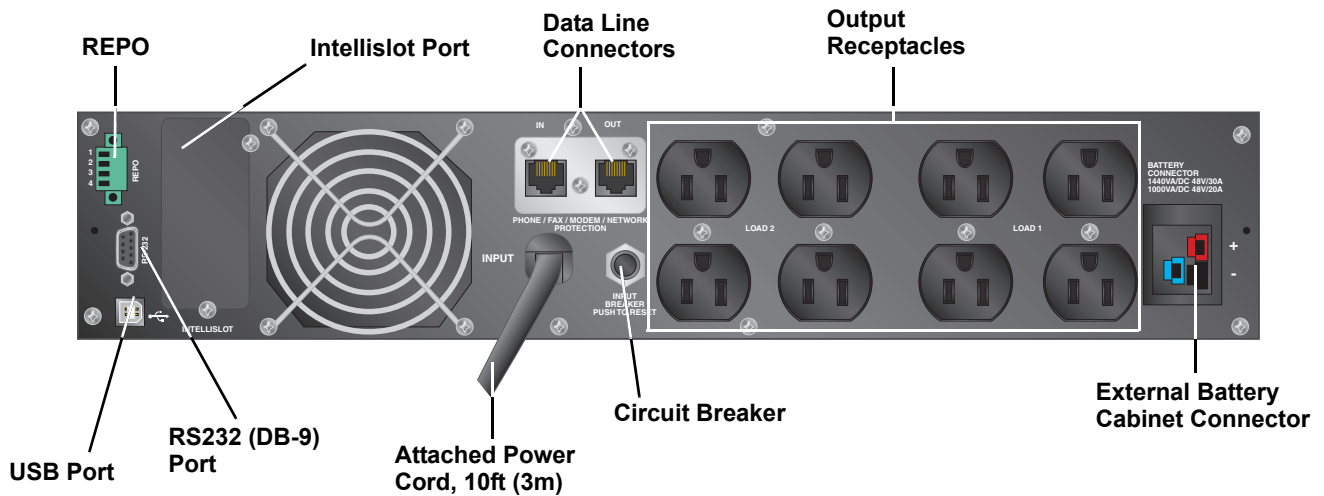 REPO
Intellislot Port
Data Line
Connectors
Output
Receptacles
1
2
3
4
REPO
RS232
INTELLISLOT
IN
OUT
PHONE / FAX / MODEM / NETWORK
PROTECTION
INPUT
INPUT
BREAKER
PUSH TO RESET
LOAD 2
LOAD 1
BATTERY
CONNECTOR
1440VA/DC 48V/30A
1000VA/DC 48V/20A
+
-
USB Port
RS232 (DB-9)
Port
Attached Power
Cord, 10ft (3m)
Circuit Breaker
External Battery
Cabinet Connector